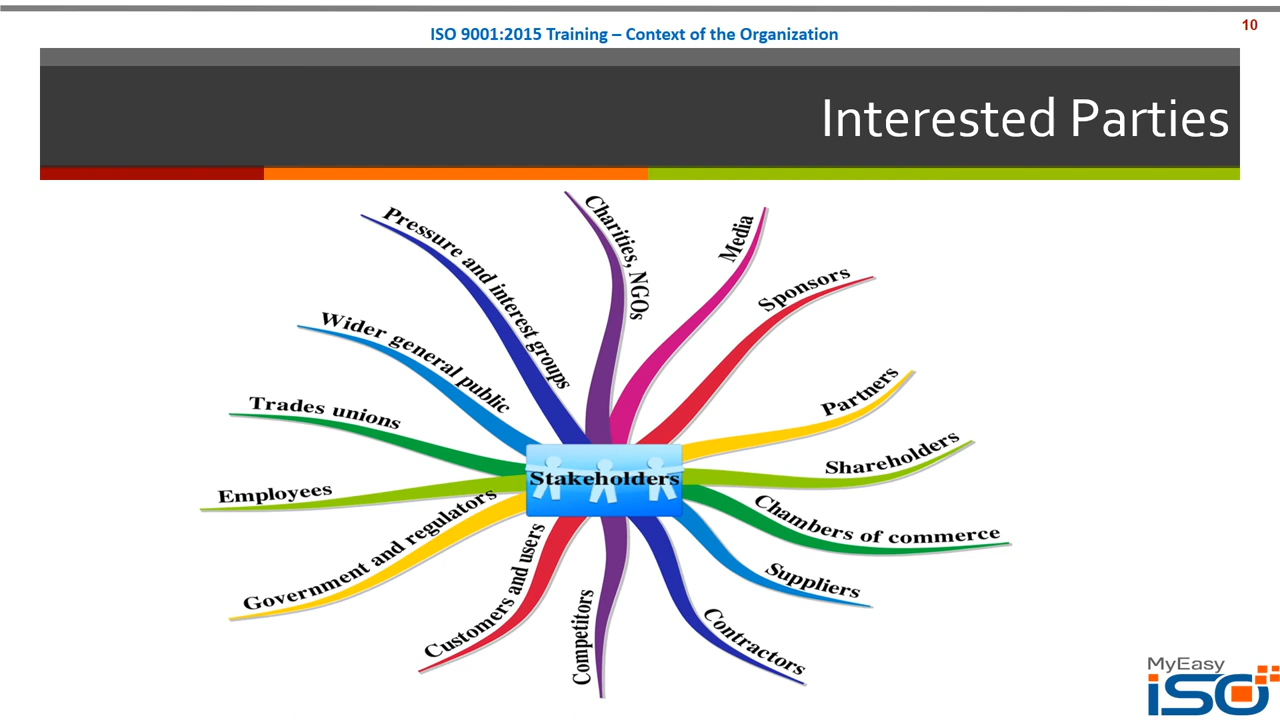 ISO 9001:2015 Training – Context of the Organization
10
Interested Parties
Charities, NGOs
Media
Pressure and interest groups
Sponsors
Wider general public
Partners
Trades unions
Shareholders
Stakeholders
Employees
Chambers of commerce
Government and regulators
Suppliers
Customers and users
Competitors
Contractors
MyEasy
iSO